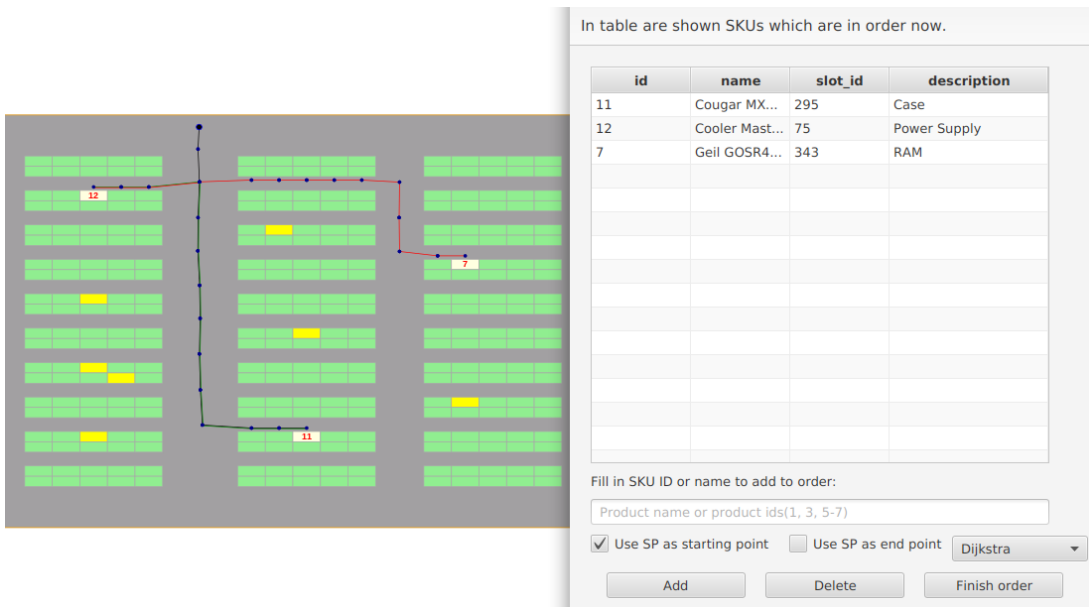 12
7
11
In table are shown SKUs which are in order now.
id name slot_id description
11 Cougar MX... 295 Case
12 Cooler Mast... 75 Power Supply
7 Geil GOSR4... 343 RAM
Fill in SKU ID or name to add to order:
Product name or product ids(1, 3, 5-7)
Use SP as starting point Use SP as end point Dijkstra
Add Delete Finish order